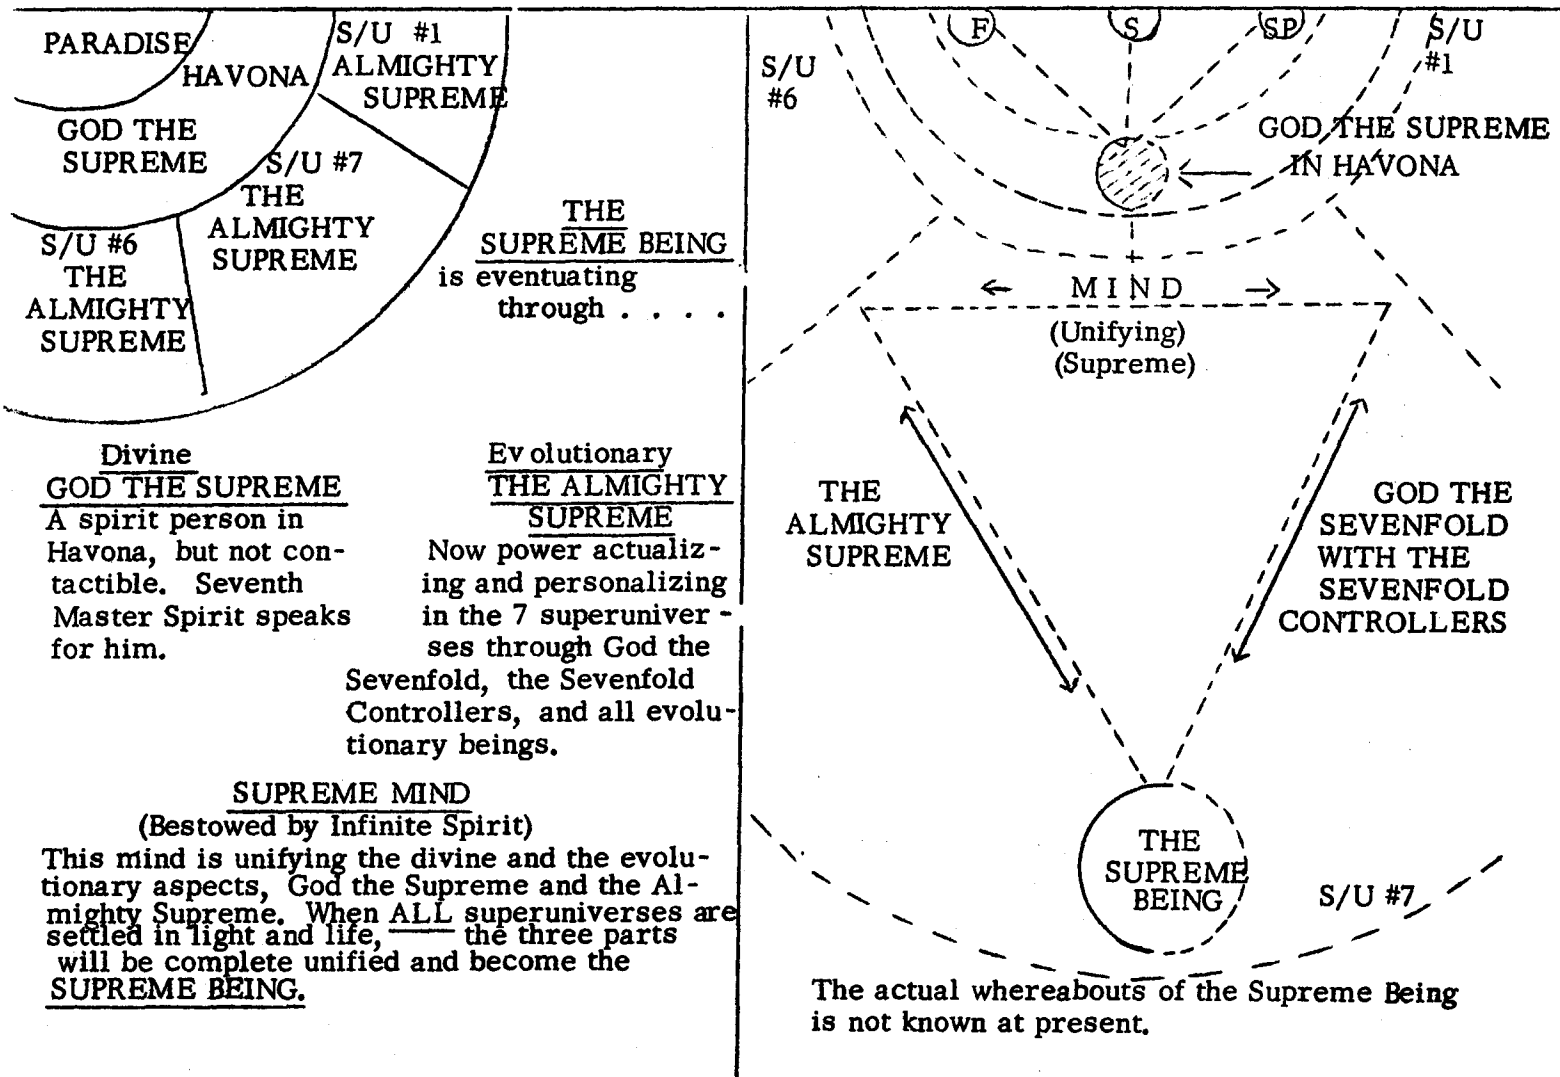 PARADISE
HAVONA
S/U #1
ALMIGHTY
SUPREME
GOD THE
SUPREME
S/U #7
THE
ALMIGHTY
SUPREME
S/U #6
THE
ALMIGHTY
SUPREME
THE
SUPREME BEING
is eventuating
through . . . .
Divine
GOD THE SUPREME
A spirit person in
Havona, but not con-
tactible. Seventh
Master Spirit speaks
for him.
Evolutionary
THE ALMIGHTY
SUPREME
Now power actualiz-
ing and personalizing
in the 7 superuniver-
ses through God the
Sevenfold, the Sevenfold
Controllers, and all evolu-
tionary beings.
SUPREME MIND
(Bestowed by Infinite Spirit)
This mind is unifying the divine and the evolu-
tionary aspects, God the Supreme and the Al-
mighty Supreme. When ALL superuniverses are
settled in light and life, the three parts
will be complete unified and become the
SUPREME BEING.
F
S
SP
S/U
#6
S/U
#1
GOD THE SUPREME
IN HAVONA
MIND
(Unifying)
(Supreme)
THE
ALMIGHTY
SUPREME
GOD THE
SEVENFOLD
WITH THE
SEVENFOLD
CONTROLLERS
THE
SUPREME
BEING
S/U #7
The actual whereabouts of the Supreme Being
is not known at present.